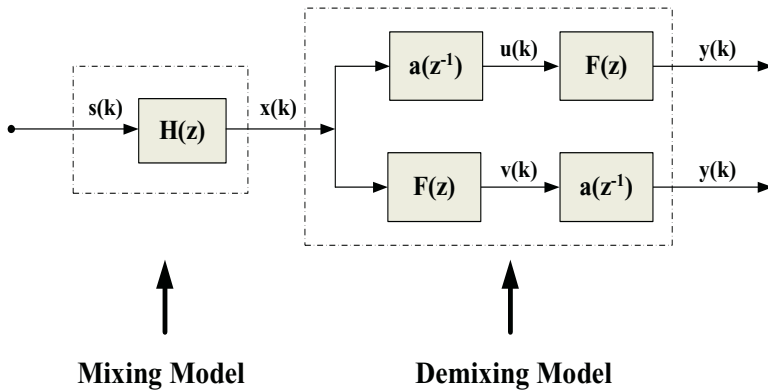 a(z⁻¹) u(k) F(z) y(k)
s(k) H(z) x(k)
F(z) v(k) a(z⁻¹) y(k)
Mixing Model Demixing Model